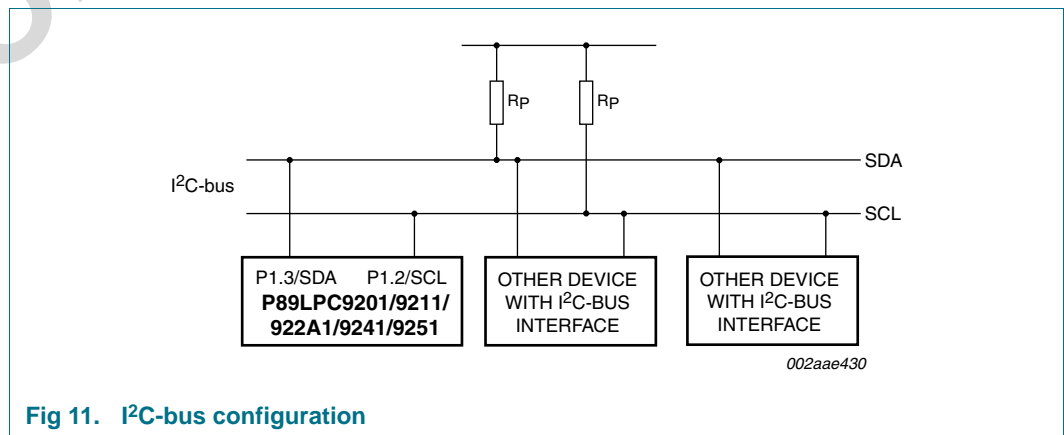 RP RP
SDA
I²C-bus
SCL
P1.3/SDA P1.2/SCL
P89LPC9201/9211/
922A1/9241/9251
OTHER DEVICE
WITH I²C-BUS
INTERFACE
OTHER DEVICE
WITH I²C-BUS
INTERFACE
002aae430
Fig 11. I²C-bus configuration